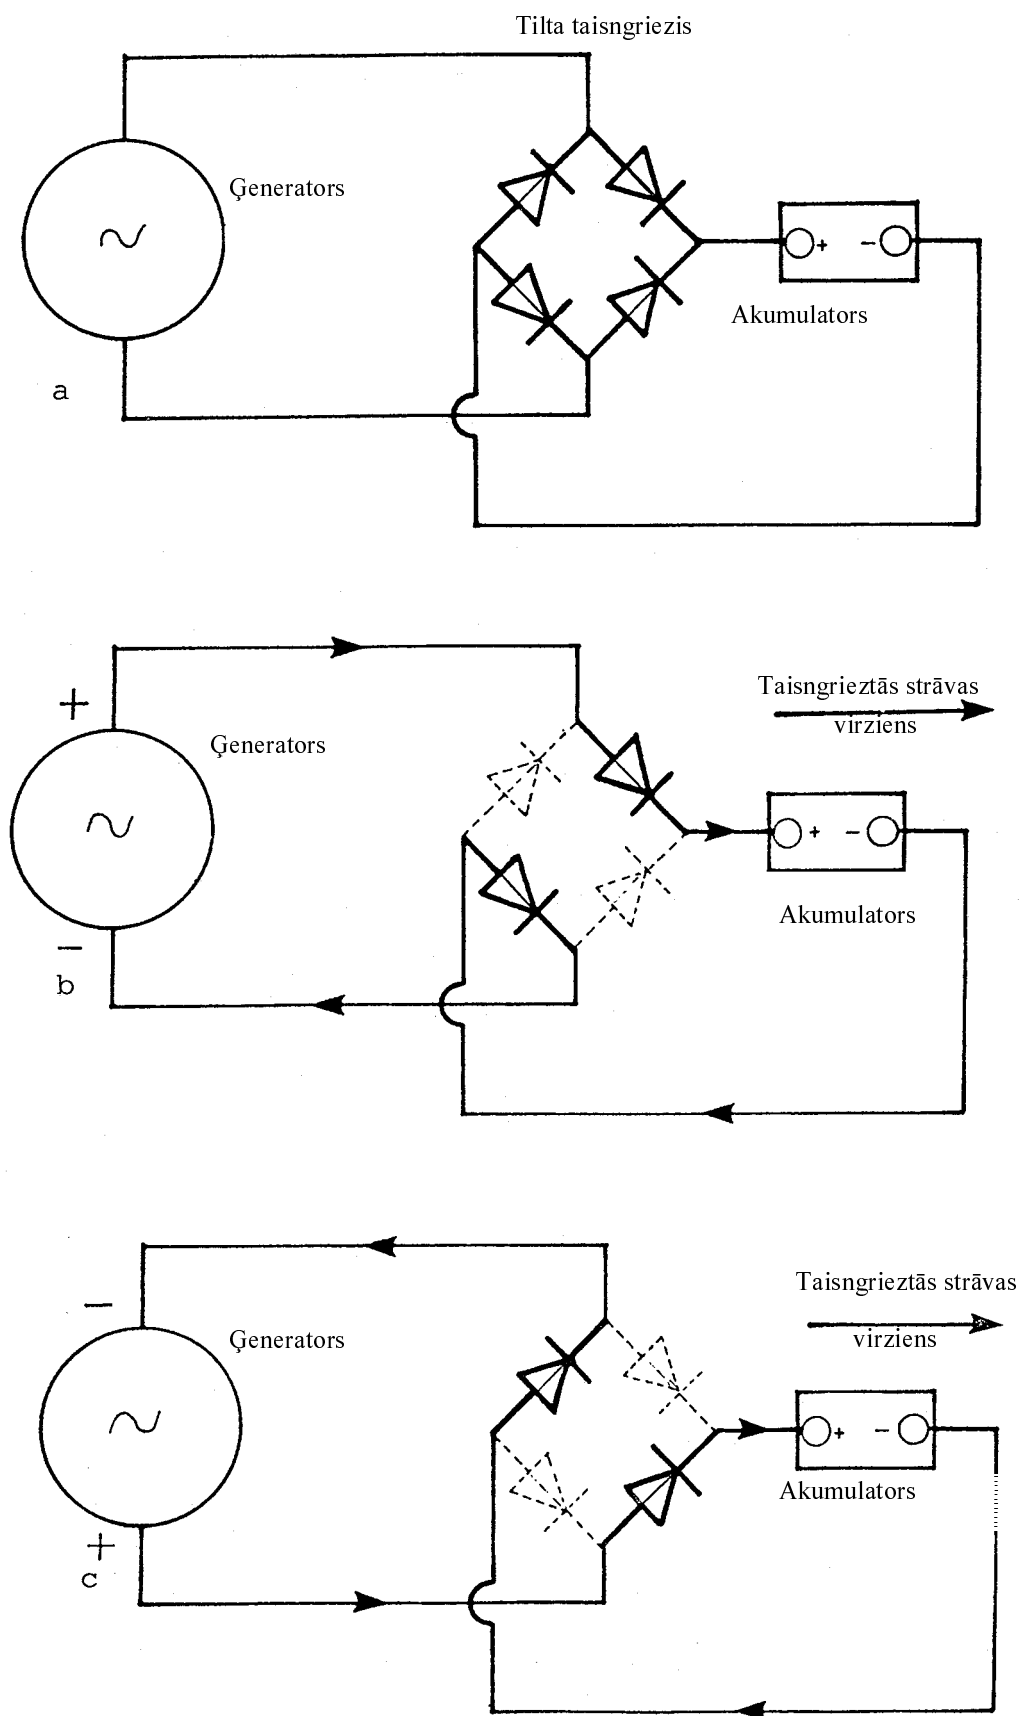 Tilta taisngriezis
Ģenerators
+ −
Akumulators
a
Taisngrieztās strāvas
virziens
+
Ģenerators
+ −
Akumulators
−
b
Taisngrieztās strāvas
virziens
−
Ģenerators
+ −
Akumulators
+
c